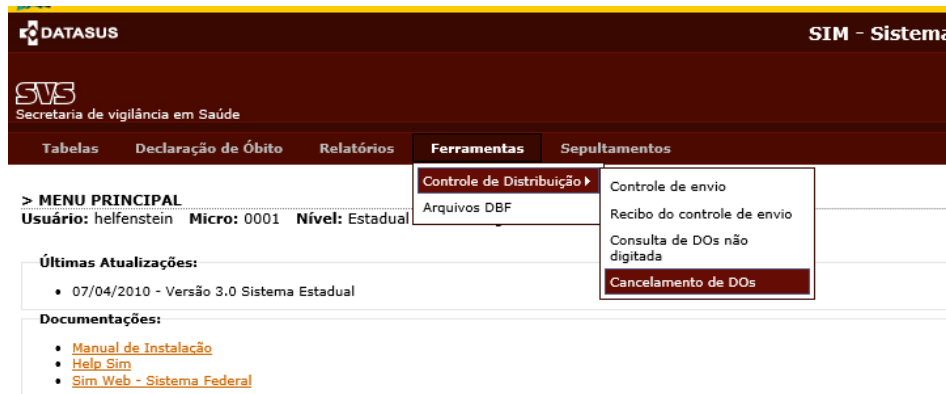 DATASUS
SIM - Sistema
SVS
Secretaria de vigilância em Saúde
Tabelas Declaração de Óbito Relatórios Ferramentas Sepultamentos
Controle de Distribuição
Arquivos DBF
Controle de envio
Recibo do controle de envio
Consulta de DOs não
digitada
Cancelamento de DOs
> MENU PRINCIPAL
Usuário: helfenstein Micro: 0001 Nível: Estadual
Últimas Atualizações:
• 07/04/2010 - Versão 3.0 Sistema Estadual
Documentações:
• Manual de Instalação
• Help Sim
• Sim Web - Sistema Federal